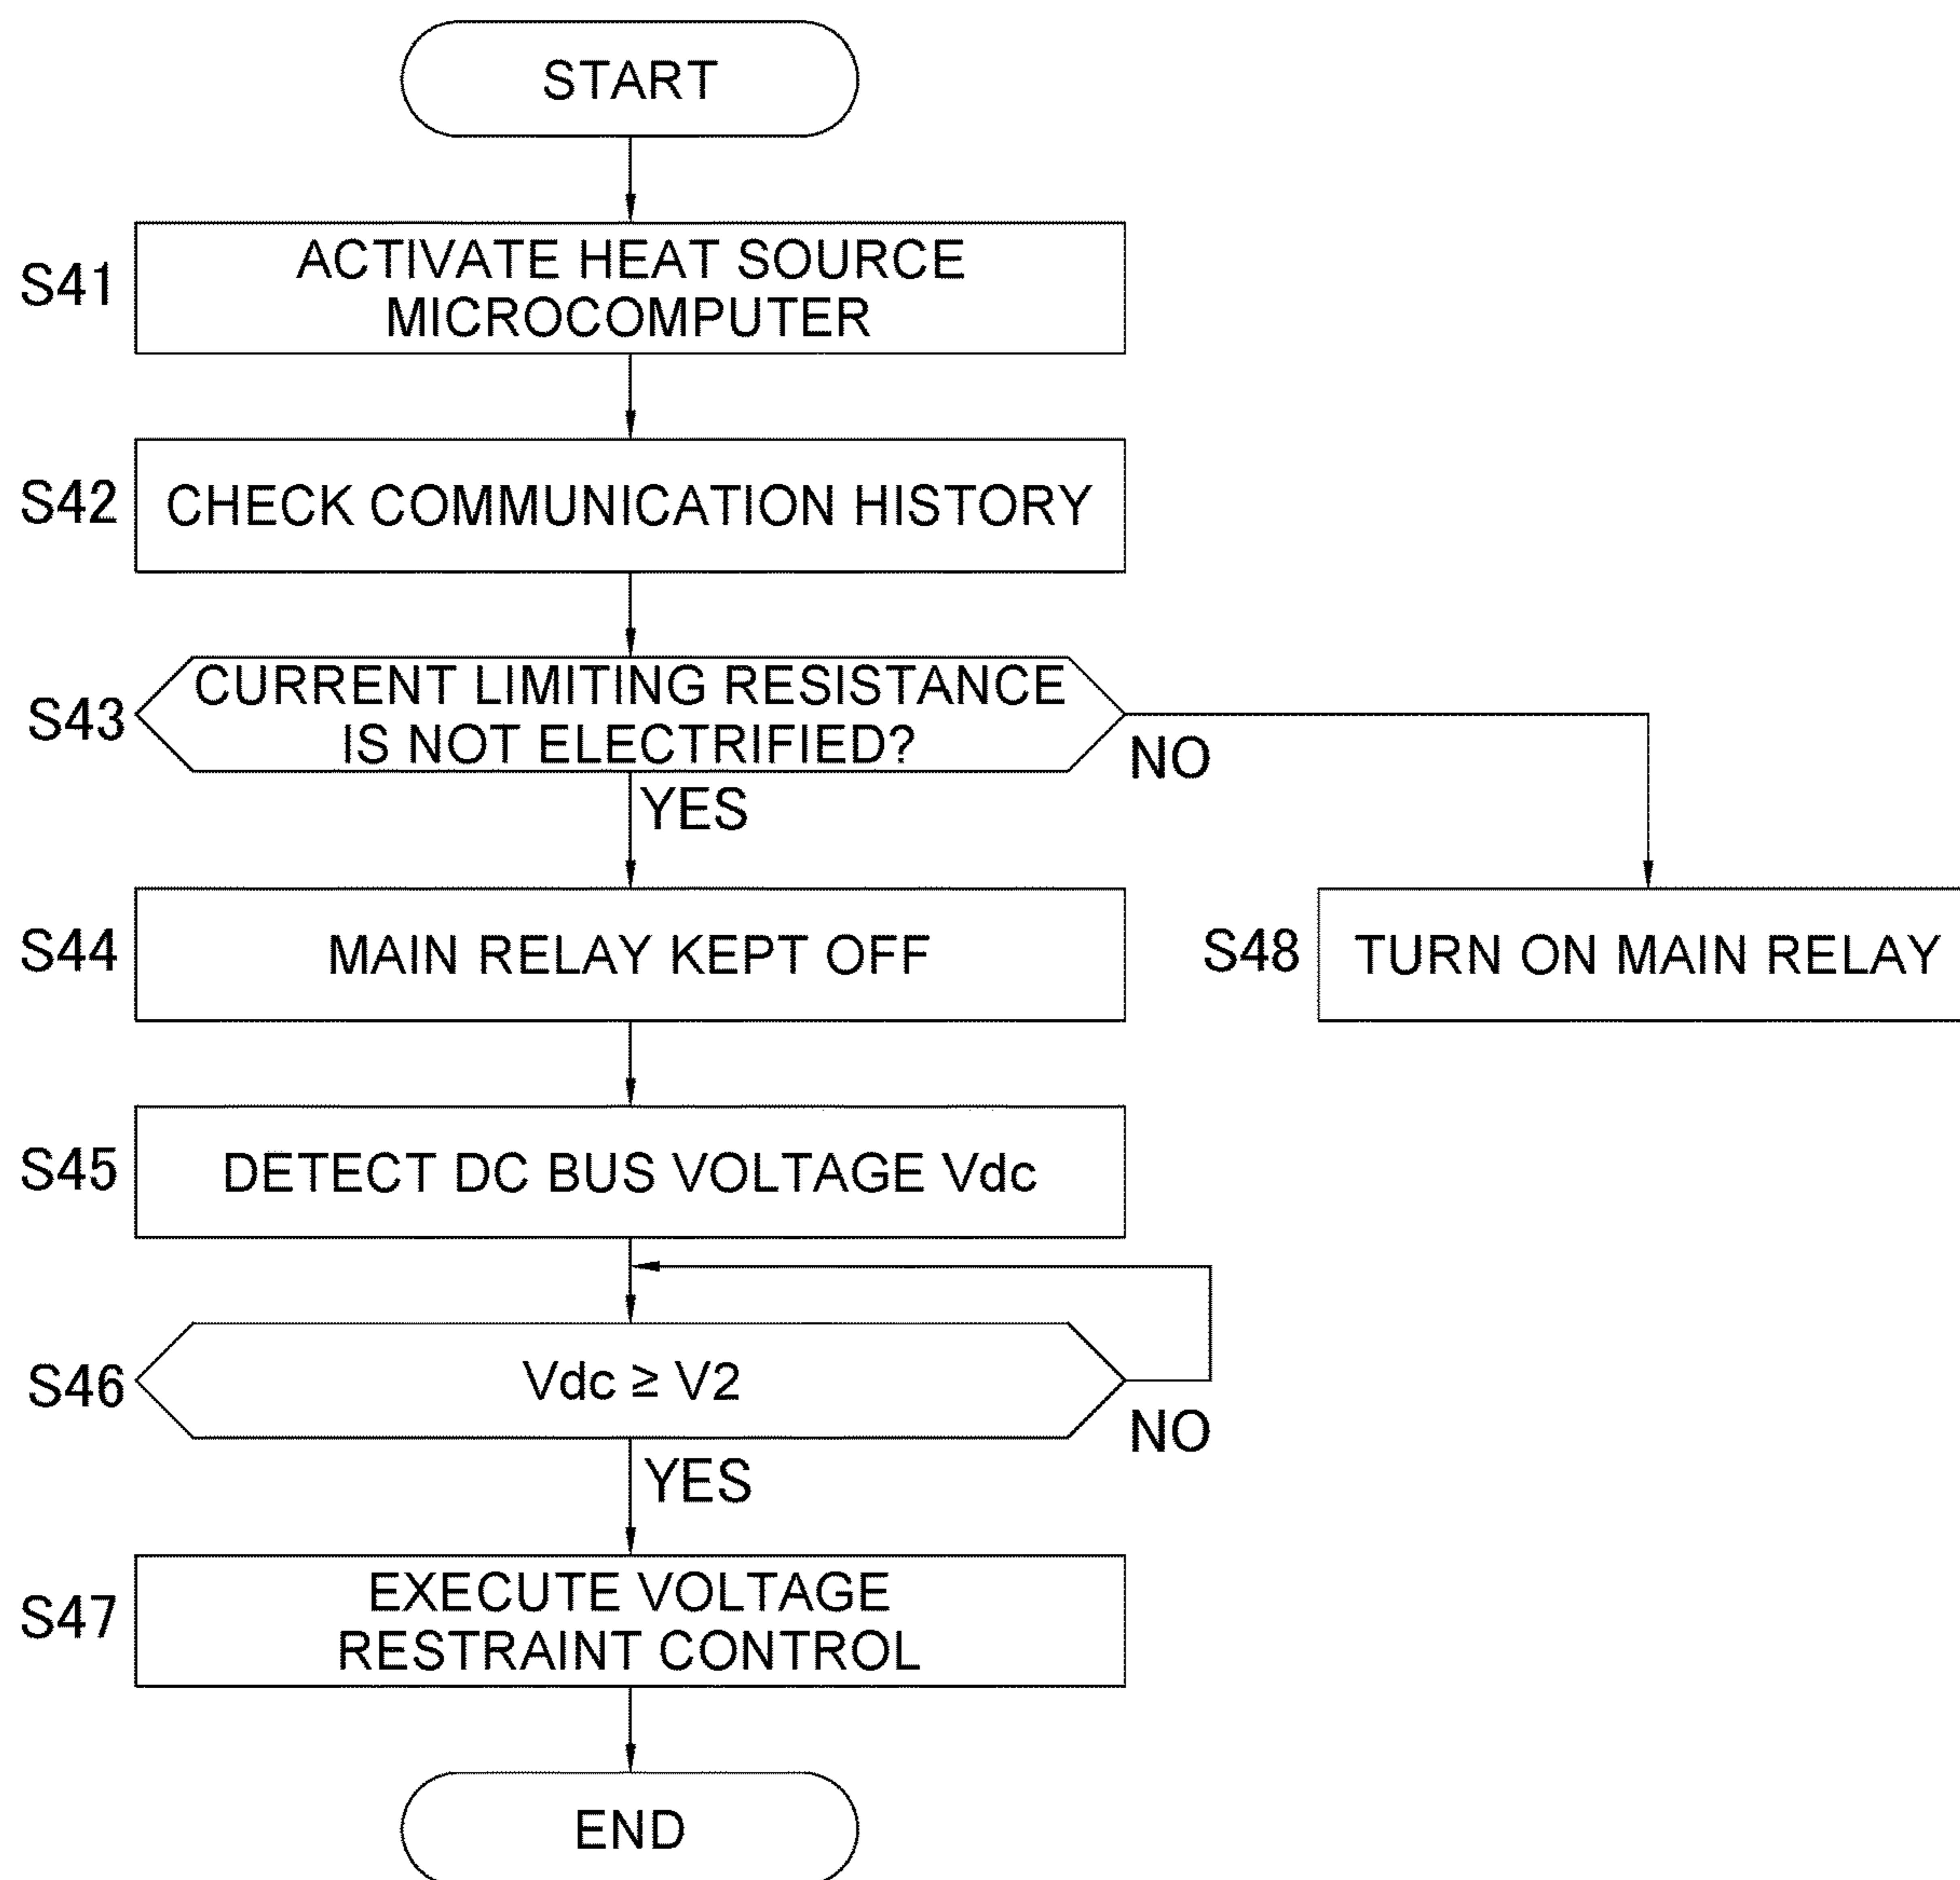 START
S41
ACTIVATE HEAT SOURCE
MICROCOMPUTER
S42
CHECK COMMUNICATION HISTORY
S43
CURRENT LIMITING RESISTANCE
IS NOT ELECTRIFIED?
NO
YES
S44
MAIN RELAY KEPT OFF
S48
TURN ON MAIN RELAY
S45
DETECT DC BUS VOLTAGE Vdc
S46
Vdc ≥ V2
NO
YES
S47
EXECUTE VOLTAGE
RESTRAINT CONTROL
END